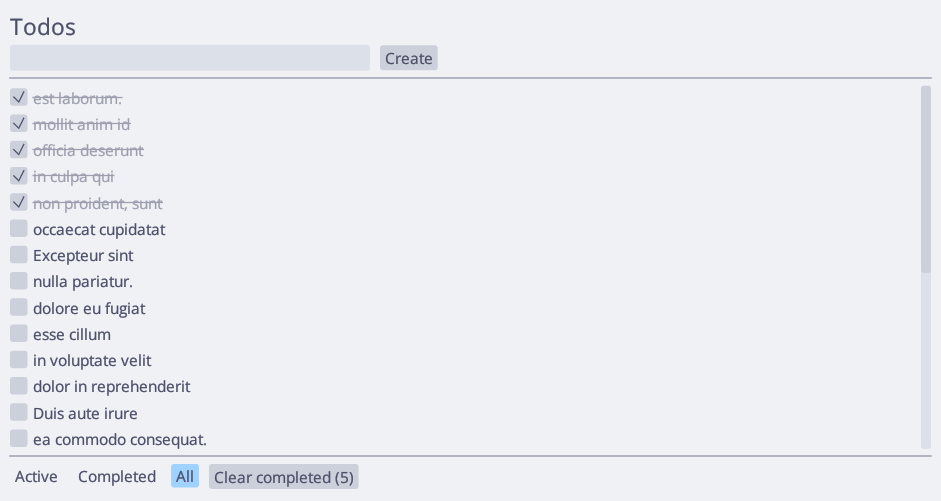 Todos
Create
est laborum.
mollit anim id
officia deserunt
in culpa qui
non proident, sunt
occaecat cupidatat
Excepteur sint
nulla pariatur.
dolore eu fugiat
esse cillum
in voluptate velit
dolor in reprehenderit
Duis aute irure
ea commodo consequat.
Active Completed All Clear completed (5)